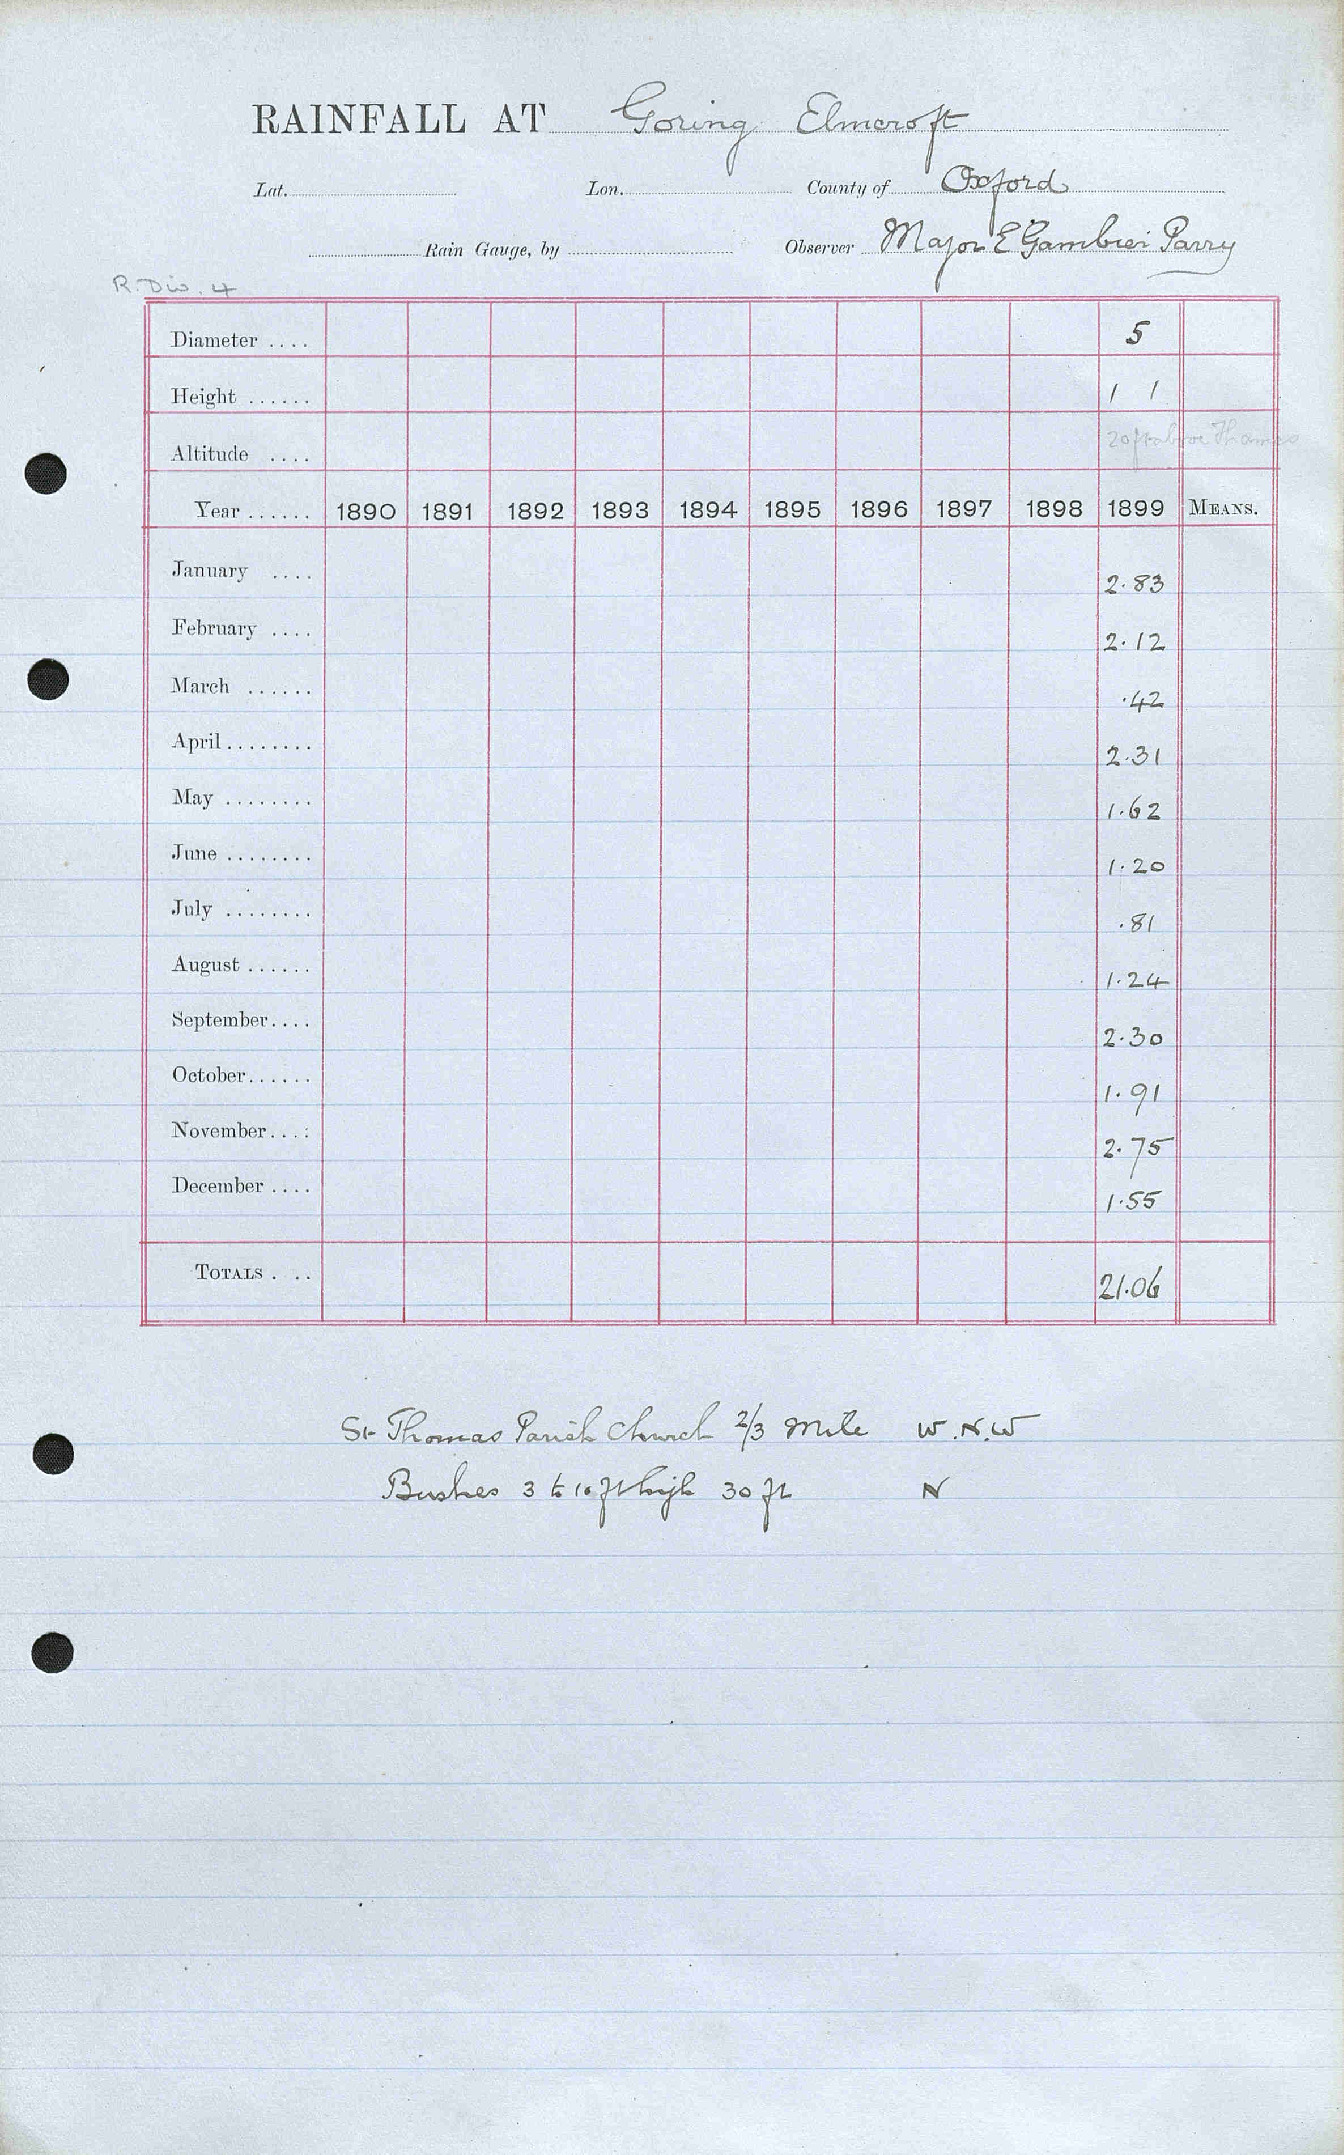 RAINFALL AT Goring Elmcroft
Lat. Lon. County of Oxford
Rain Gauge, by Observer Major E Gambier Parry
R. Div. 4
Diameter .... 5
Height ...... 1 1
Altitude .... 20 ft above Thames
Year ...... 1890 1891 1892 1893 1894 1895 1896 1897 1898 1899 MEANS.
January .... 2.83
February .... 2.12
March ...... .42
April ........ 2.31
May ........ 1.62
June ........ 1.20
July ........ .81
August ...... 1.24
September .... 2.30
October ...... 1.91
November .... 2.75
December .... 1.55
TOTALS . .. 21.06
St Thomas Parish Church 2/3 Mile W.N.W
Bushes 3 to 10 ft high 30 ft N